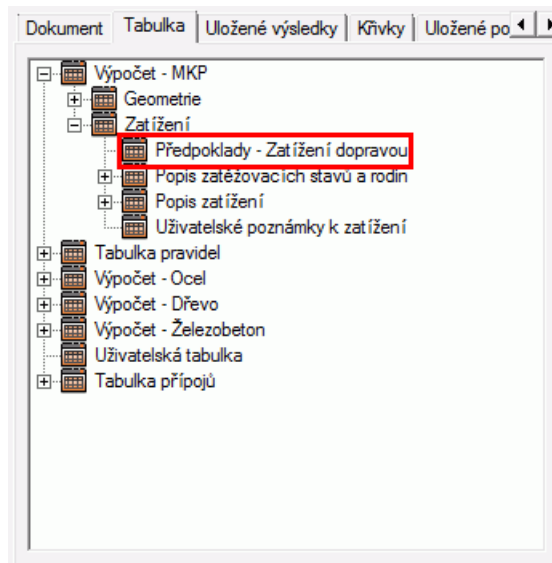 Dokument Tabulka Uložené výsledky Křivky Uložené po
Výpočet - MKP
Geometrie
Zatížení
Předpoklady - Zatížení dopravou
Popis zatěžovacích stavů a rodin
Popis zatížení
Uživatelské poznámky k zatížení
Tabulka pravidel
Výpočet - Ocel
Výpočet - Dřevo
Výpočet - Železobeton
Uživatelská tabulka
Tabulka přípojů